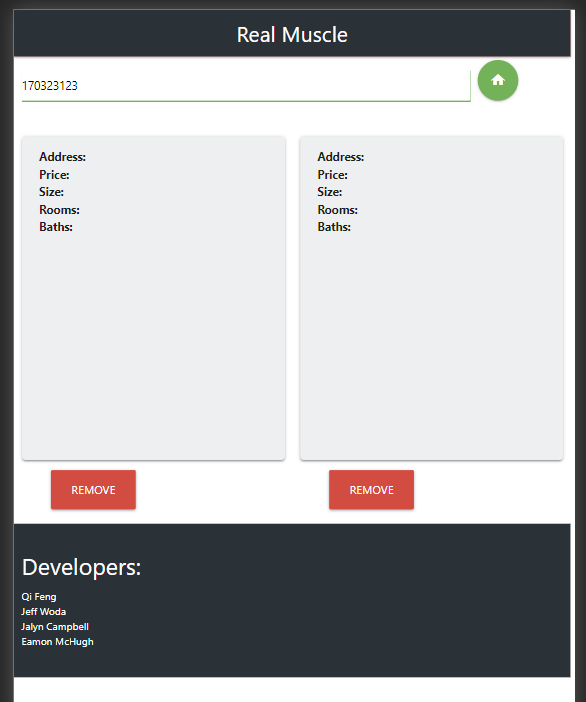 Real Muscle
170323123
Address:
Price:
Size:
Rooms:
Baths:
Address:
Price:
Size:
Rooms:
Baths:
REMOVE
REMOVE
Developers:
Qi Feng
Jeff Woda
Jalyn Campbell
Eamon McHugh